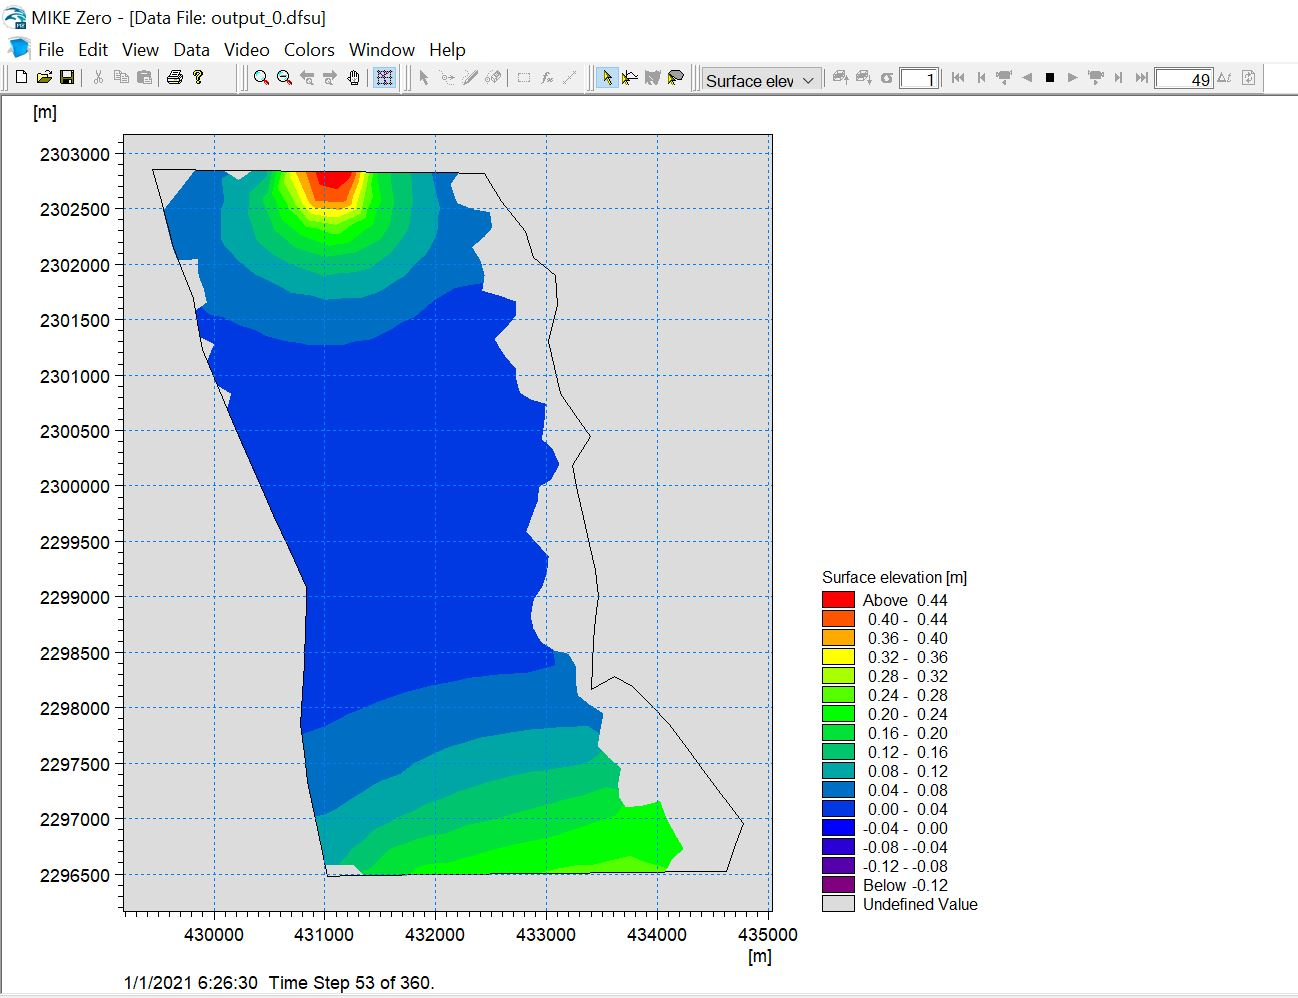 MIKE Zero - [Data File: output_0.dfsu]
File Edit View Data Video Colors Window Help
Surface elev 1 49
[m]
2303000
2302500
2302000
2301500
2301000
2300500
2300000
2299500
2299000
2298500
2298000
2297500
2297000
2296500
430000 431000 432000 433000 434000 435000
[m]
Surface elevation [m]
Above 0.44
0.40 - 0.44
0.36 - 0.40
0.32 - 0.36
0.28 - 0.32
0.24 - 0.28
0.20 - 0.24
0.16 - 0.20
0.12 - 0.16
0.08 - 0.12
0.04 - 0.08
0.00 - 0.04
-0.04 - 0.00
-0.08 - -0.04
-0.12 - -0.08
Below -0.12
Undefined Value
1/1/2021 6:26:30 Time Step 53 of 360.